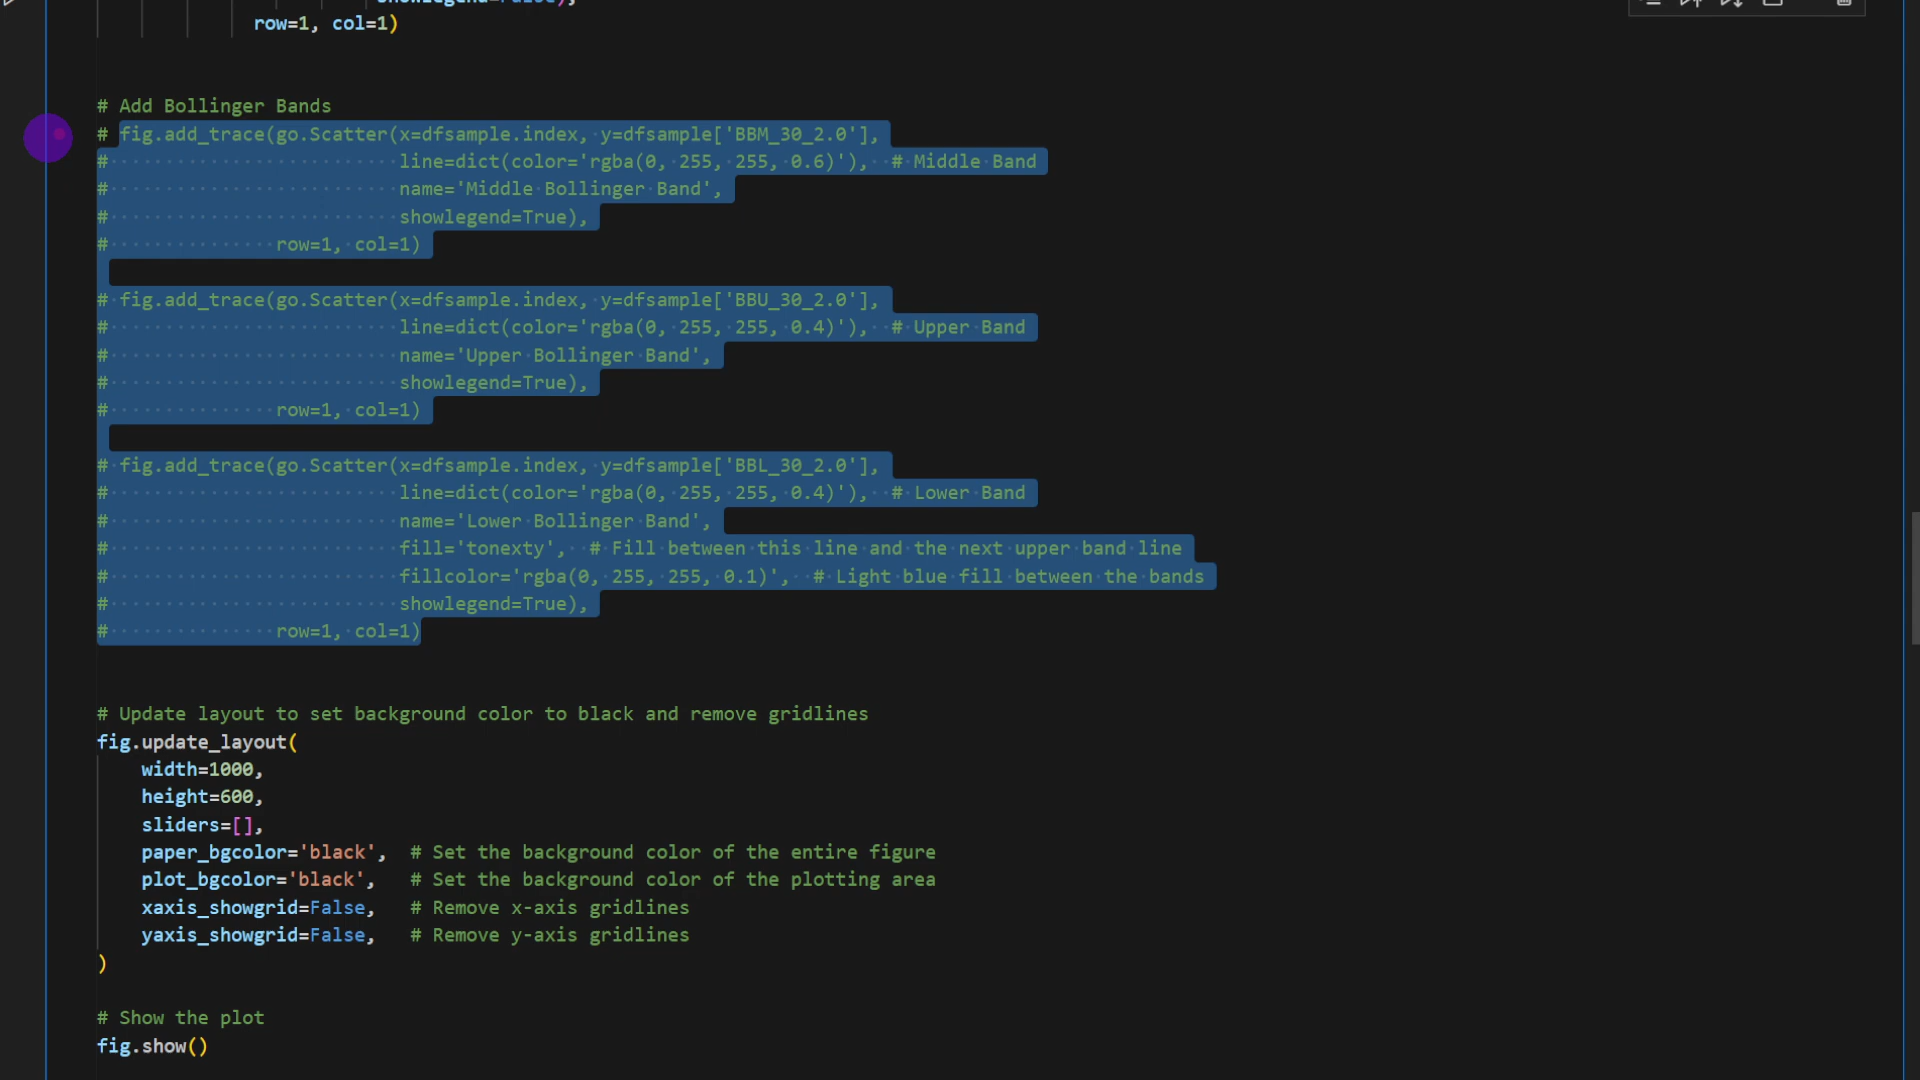 showlegend=False),
row=1, col=1)
# Add Bollinger Bands
# fig.add_trace(go.Scatter(x=dfsample.index, y=dfsample['BBM_30_2.0'],
#                          line=dict(color='rgba(0, 255, 255, 0.6)'),  # Middle Band
#                          name='Middle Bollinger Band',
#                          showlegend=True),
#               row=1, col=1)
# fig.add_trace(go.Scatter(x=dfsample.index, y=dfsample['BBU_30_2.0'],
#                          line=dict(color='rgba(0, 255, 255, 0.4)'),  # Upper Band
#                          name='Upper Bollinger Band',
#                          showlegend=True),
#               row=1, col=1)
# fig.add_trace(go.Scatter(x=dfsample.index, y=dfsample['BBL_30_2.0'],
#                          line=dict(color='rgba(0, 255, 255, 0.4)'),  # Lower Band
#                          name='Lower Bollinger Band',
#                          fill='tonexty',  # Fill between this line and the next upper band line
#                          fillcolor='rgba(0, 255, 255, 0.1)',  # Light blue fill between the bands
#                          showlegend=True),
#               row=1, col=1)
# Update layout to set background color to black and remove gridlines
fig.update_layout(
    width=1000,
    height=600,
    sliders=[],
    paper_bgcolor='black',  # Set the background color of the entire figure
    plot_bgcolor='black',   # Set the background color of the plotting area
    xaxis_showgrid=False,   # Remove x-axis gridlines
    yaxis_showgrid=False,   # Remove y-axis gridlines
)
# Show the plot
fig.show()